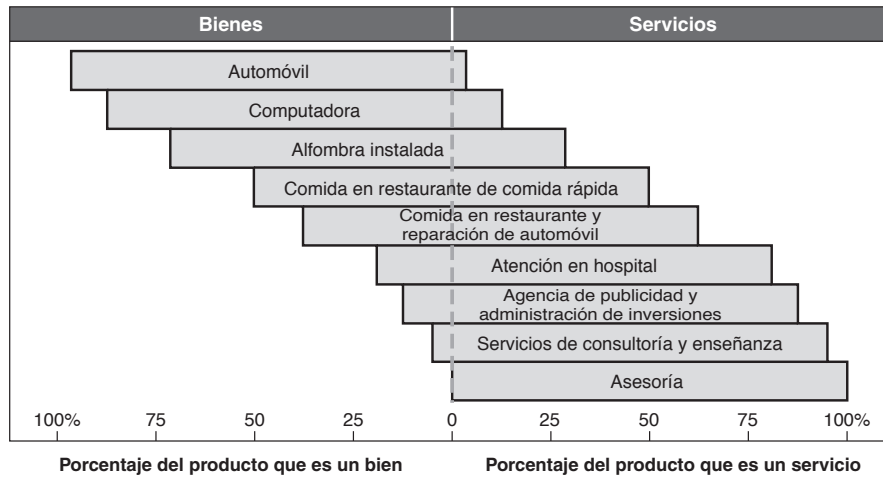 Bienes Servicios
Automóvil
Computadora
Alfombra instalada
Comida en restaurante de comida rápida
Comida en restaurante y
reparación de automóvil
Atención en hospital
Agencia de publicidad y
administración de inversiones
Servicios de consultoría y enseñanza
Asesoría
100% 75 50 25 0 25 50 75 100%
Porcentaje del producto que es un bien Porcentaje del producto que es un servicio